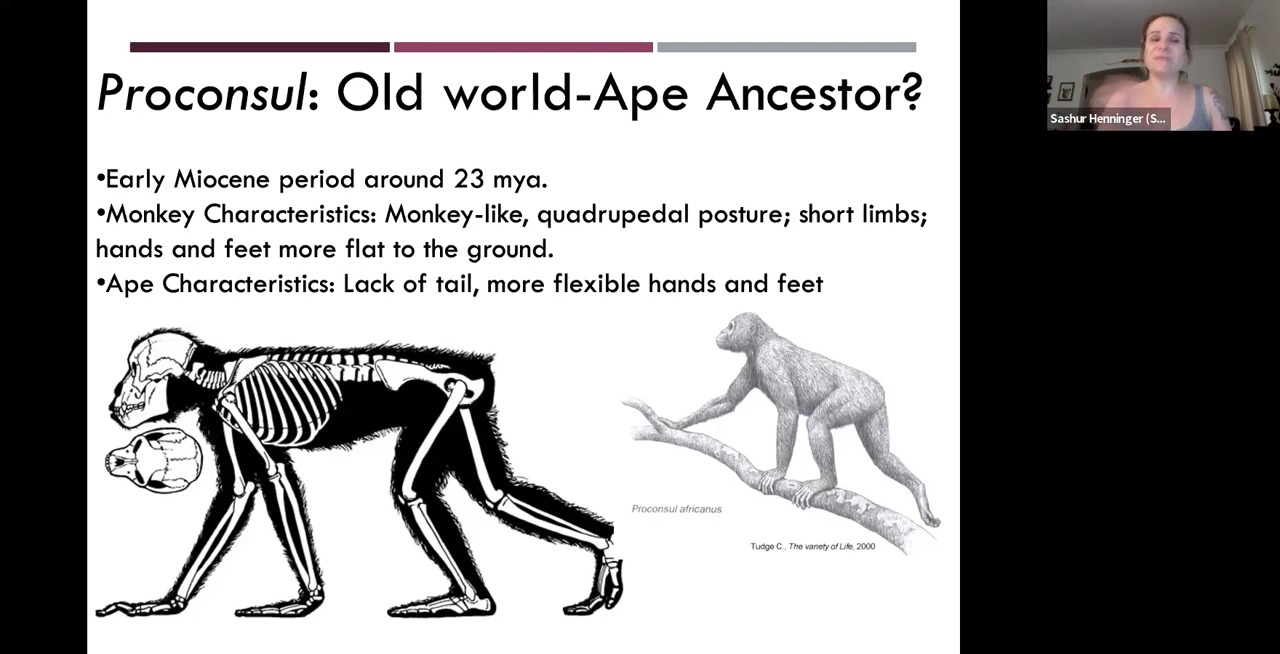 Proconsul: Old world-Ape Ancestor?
•Early Miocene period around 23 mya.
•Monkey Characteristics: Monkey-like, quadrupedal posture; short limbs;
hands and feet more flat to the ground.
•Ape Characteristics: Lack of tail, more flexible hands and feet
Proconsul africanus
Tudge C., The variety of Life, 2000
Sashur Henninger (S...